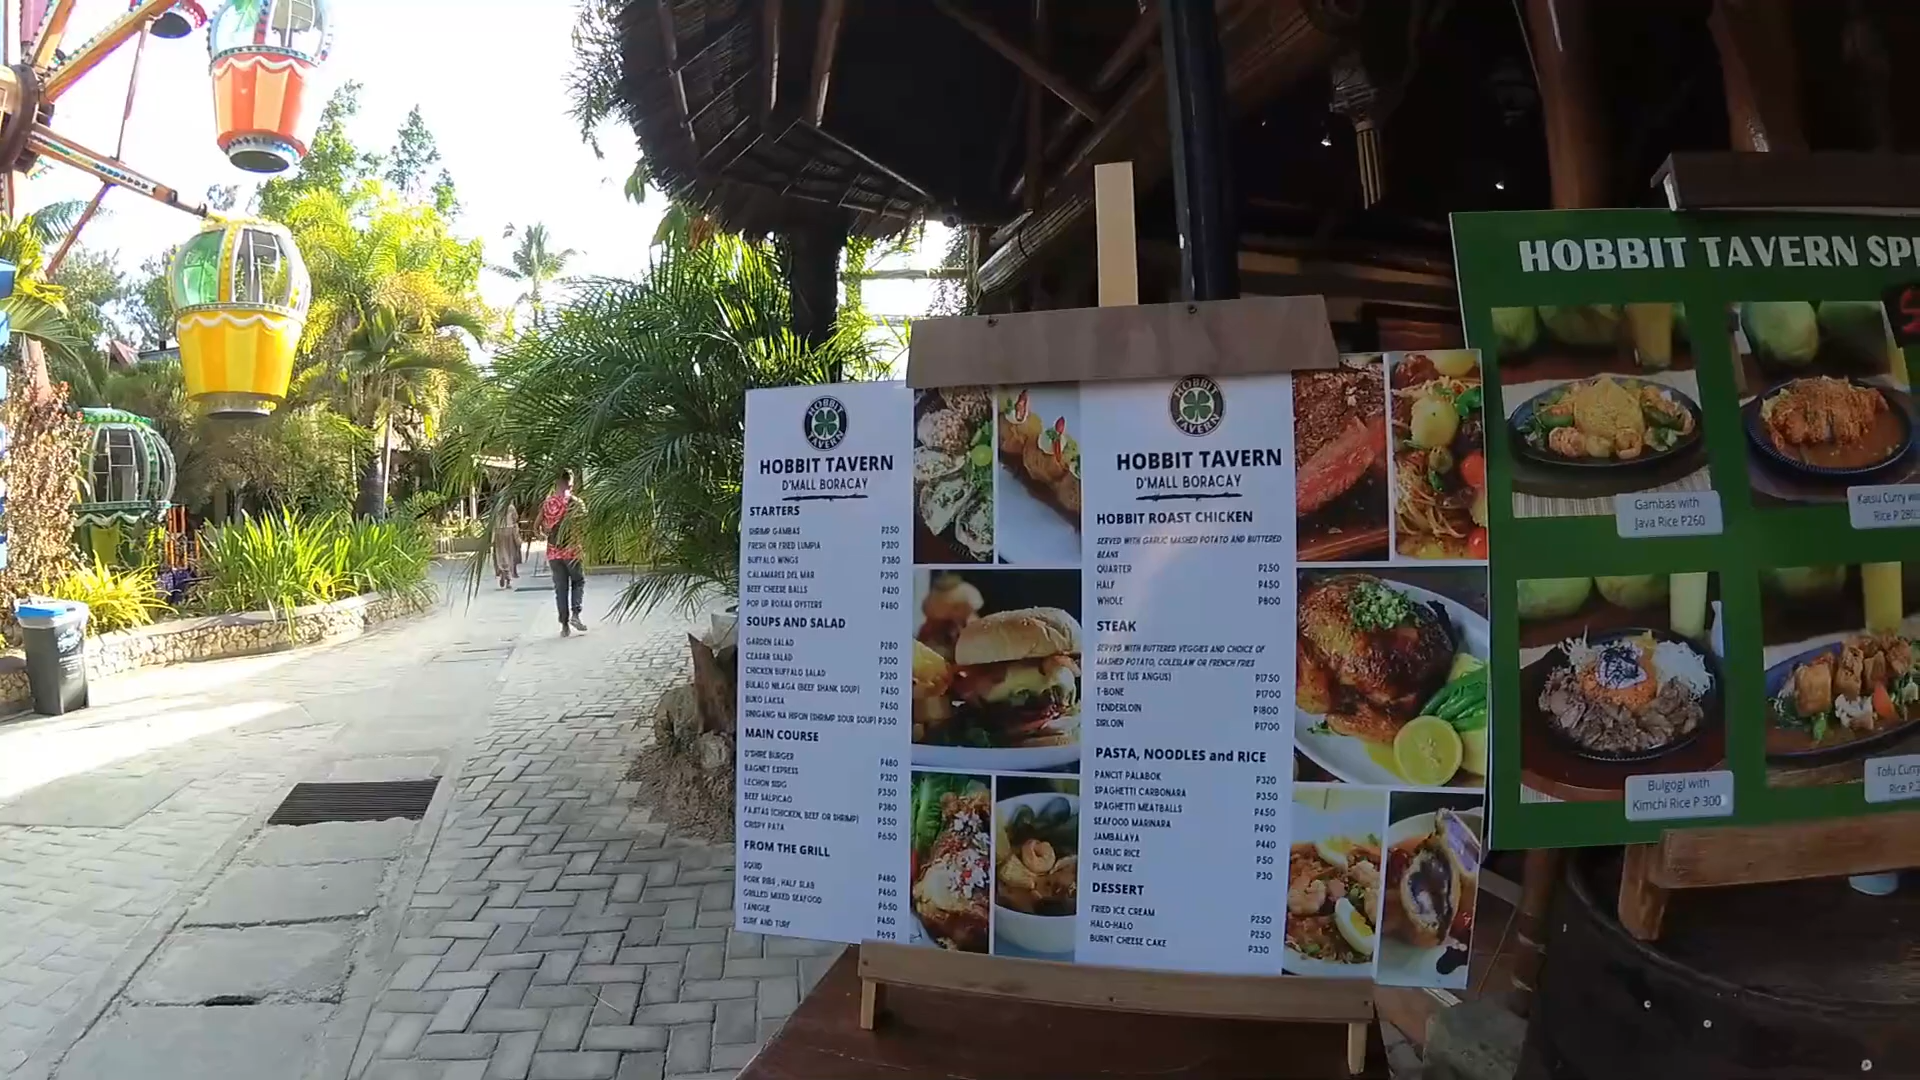 HOBBIT TAVERN
HOBBIT TAVERN
D'MALL BORACAY
STARTERS
SHRIMP GAMBAS P250
FRESH OR FRIED LUMPIA P320
BUFFALO WINGS P380
CALAMARES DEL MAR P390
BEEF CHEESE BALLS P420
POP UP ROXAS OYSTERS P480
SOUPS AND SALAD
GARDEN SALAD P280
CEASAR SALAD P300
CHICKEN BUFFALO SALAD P320
BULALO NILAGA (BEEF SHANK SOUP) P450
BUKO LAKSA P450
SINIGANG NA HIPON (SHRIMP SOUR SOUP) P350
MAIN COURSE
D'SHIRE BURGER P480
BAGNET EXPRESS P320
LECHON SISIG P350
BEEF SALPICAO P380
FAJITAS (CHICKEN, BEEF OR SHRIMP) P550
CRISPY PATA P650
FROM THE GRILL
SQUID P480
PORK RIBS, HALF SLAB P460
GRILLED MIXED SEAFOOD P650
TANIGUE P450
SURF AND TURF P695
HOBBIT TAVERN
HOBBIT TAVERN
D'MALL BORACAY
HOBBIT ROAST CHICKEN
SERVED WITH GARLIC MASHED POTATO AND BUTTERED
BEANS
QUARTER P250
HALF P450
WHOLE P800
STEAK
SERVED WITH BUTTERED VEGGIES AND CHOICE OF
MASHED POTATO, COLESLAW OR FRENCH FRIES
RIB EYE (US ANGUS) P1750
T-BONE P1700
TENDERLOIN P1800
SIRLOIN P1700
PASTA, NOODLES and RICE
PANCIT PALABOK P320
SPAGHETTI CARBONARA P350
SPAGHETTI MEATBALLS P450
SEAFOOD MARINARA P490
JAMBALAYA P440
GARLIC RICE P50
PLAIN RICE P30
DESSERT
FRIED ICE CREAM P250
HALO-HALO P250
BURNT CHEESE CAKE P330
HOBBIT TAVERN SP
Gambas with
Java Rice P260
Katsu Curry
Rice P 280
Bulgogi with
Kimchi Rice P 300
Tofu Curry
Rice